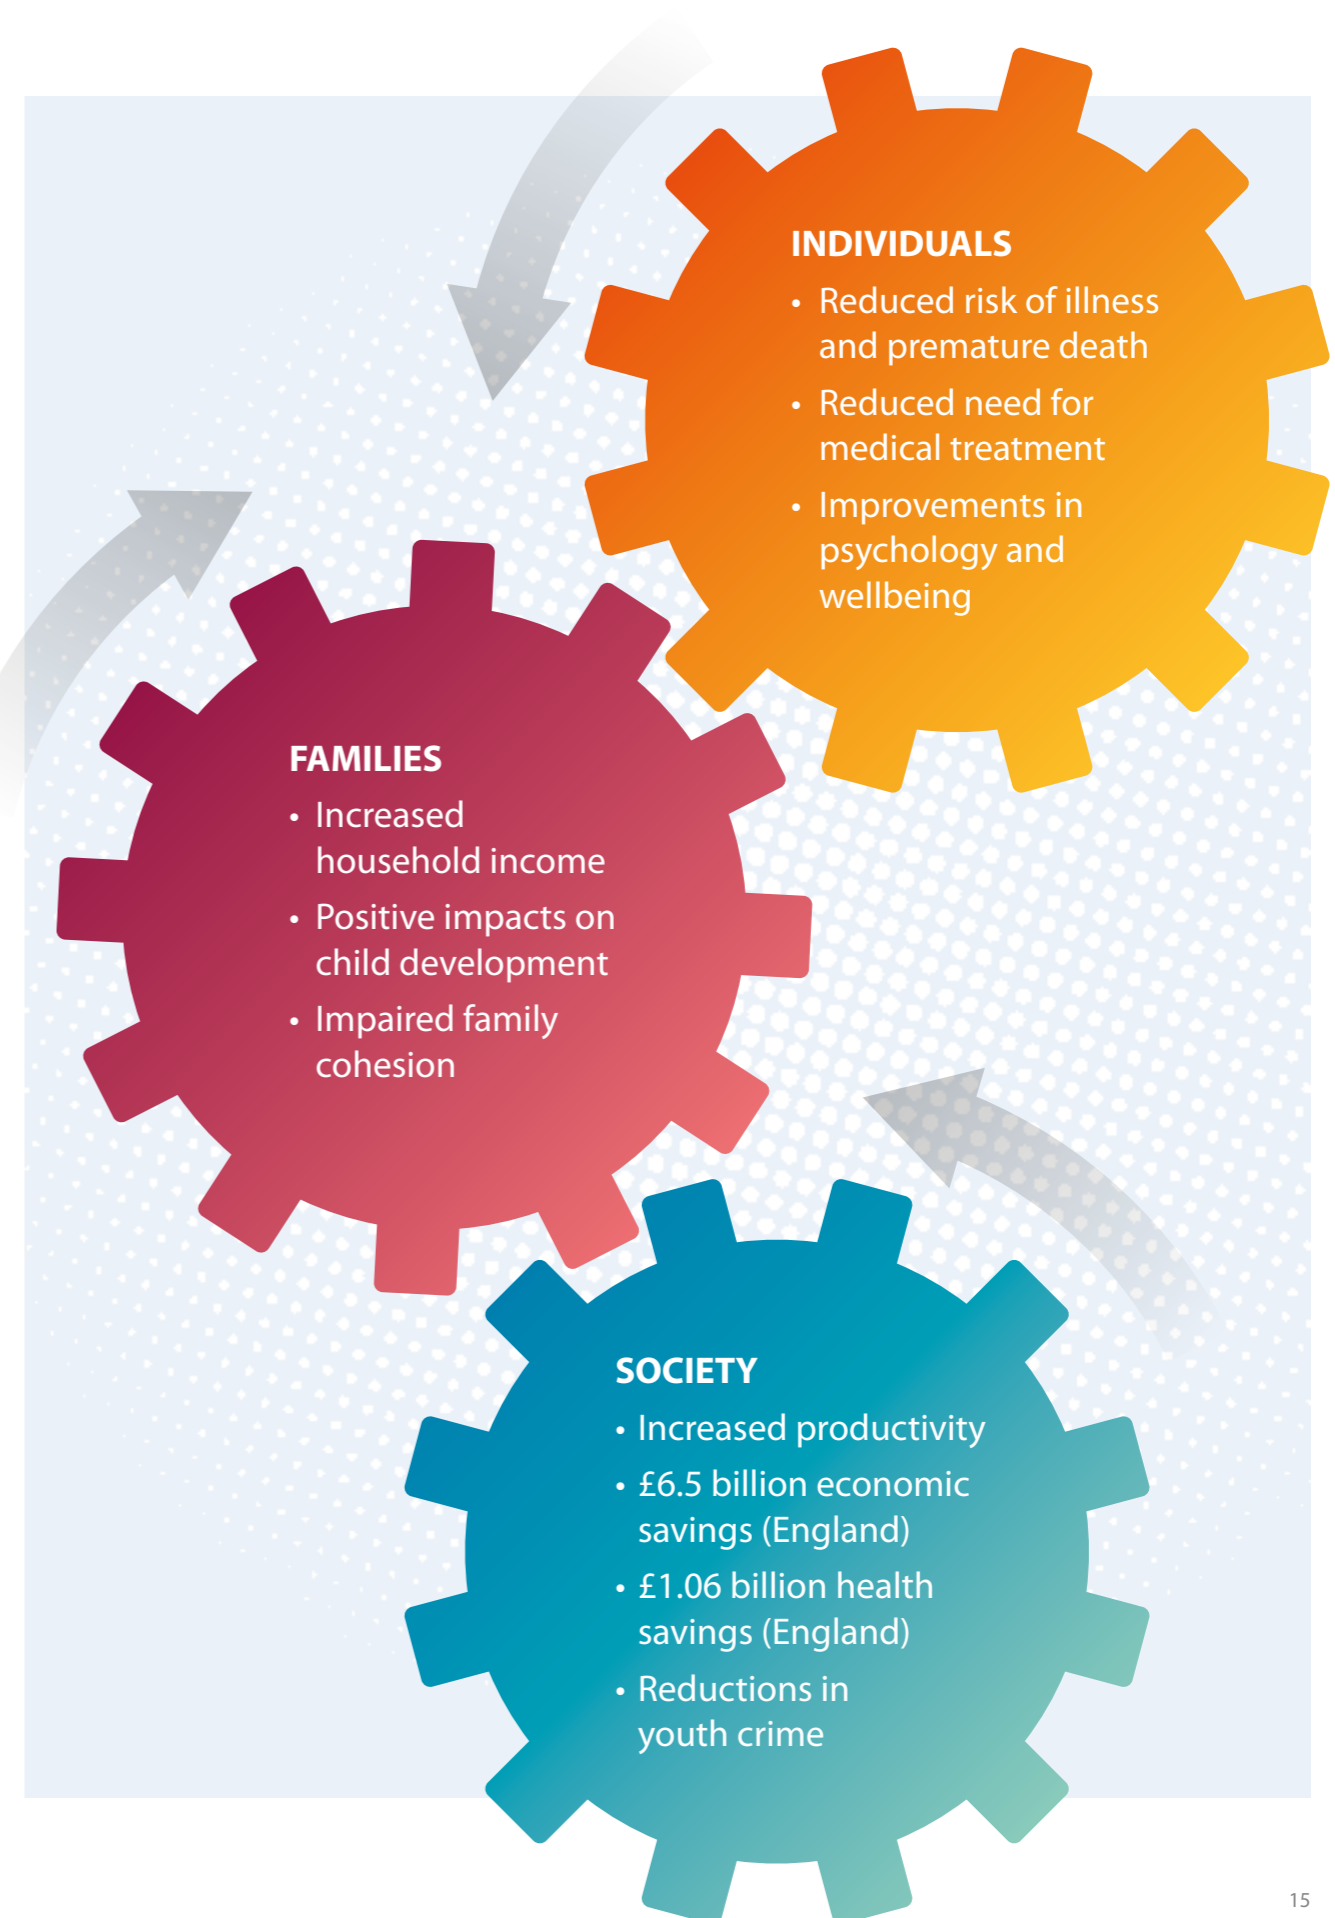 INDIVIDUALS
• Reduced risk of illness
and premature death
• Reduced need for
medical treatment
• Improvements in
psychology and
wellbeing
FAMILIES
• Increased
household income
• Positive impacts on
child development
• Impaired family
cohesion
SOCIETY
• Increased productivity
• £6.5 billion economic
savings (England)
• £1.06 billion health
savings (England)
• Reductions in
youth crime
15